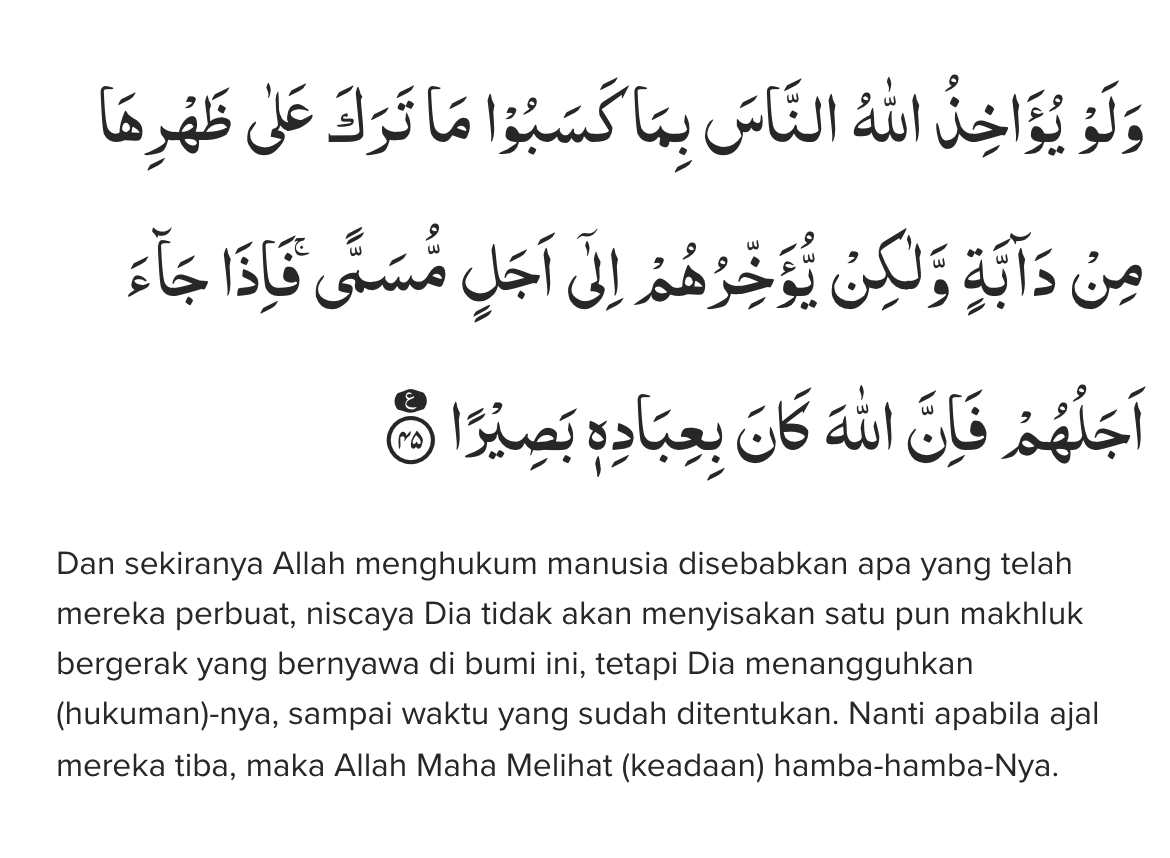 وَلَوْ يُؤَاخِذُ اللّٰهُ النَّاسَ بِمَا كَسَبُوْا مَا تَرَكَ عَلٰى ظَهْرِهَا
مِنْ دَاۤبَّةٍ وَّلٰكِنْ يُّؤَخِّرُهُمْ اِلٰٓى اَجَلٍ مُّسَمًّىۚ فَاِذَا جَاۤءَ
اَجَلُهُمْ فَاِنَّ اللّٰهَ كَانَ بِعِبَادِهٖ بَصِيْرًا ࣖ ۝٤٥
Dan sekiranya Allah menghukum manusia disebabkan apa yang telah
mereka perbuat, niscaya Dia tidak akan menyisakan satu pun makhluk
bergerak yang bernyawa di bumi ini, tetapi Dia menangguhkan
(hukuman)-nya, sampai waktu yang sudah ditentukan. Nanti apabila ajal
mereka tiba, maka Allah Maha Melihat (keadaan) hamba-hamba-Nya.